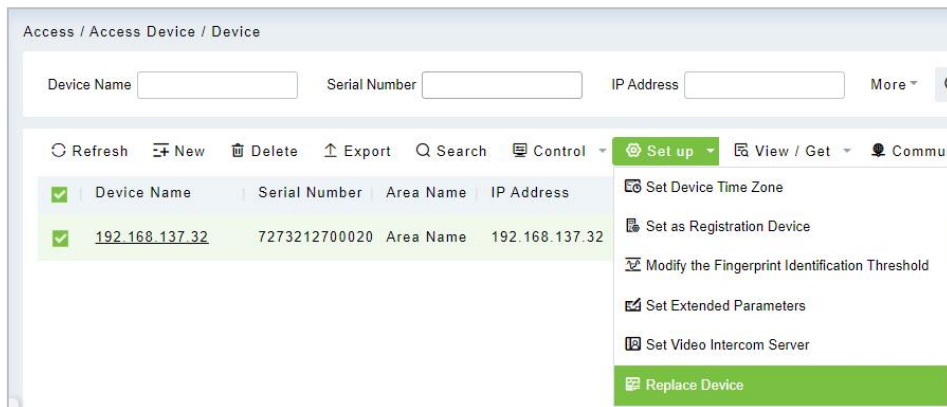 Access / Access Device / Device
Device Name Serial Number IP Address More
Refresh New Delete Export Search Control Set up View / Get
Device Name Serial Number Area Name IP Address
192.168.137.32 7273212700020 Area Name 192.168.137.32
Set Device Time Zone
Set as Registration Device
Modify the Fingerprint Identification Threshold
Set Extended Parameters
Set Video Intercom Server
Replace Device